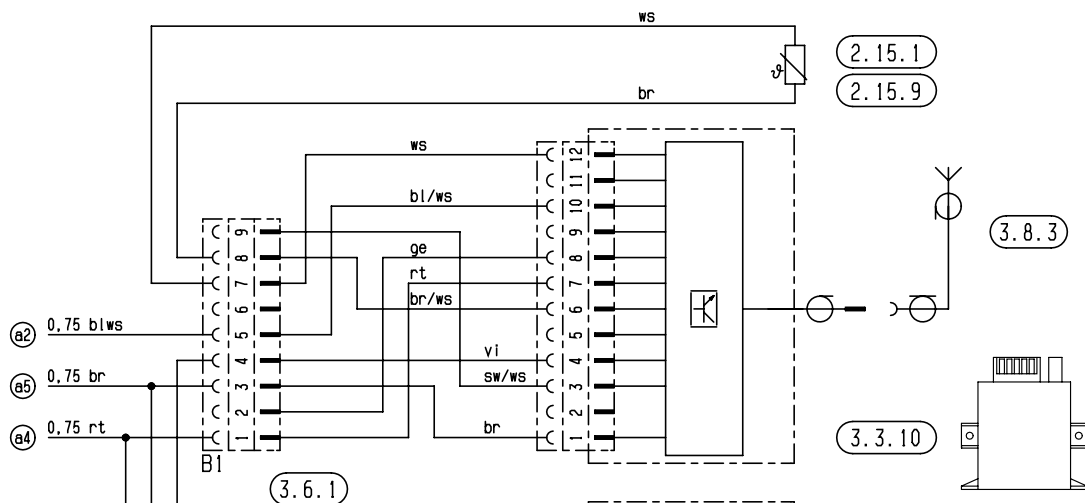 ws
ϑ
2.15.1
br
2.15.9
ws
12
11
bl/ws
10
9
9
3.8.3
8
ge
8
7
rt
7
6
br/ws
6
a2 0,75 blws
5
5
4
vi
4
a5 0,75 br
3
sw/ws
3
2
2
a4 0,75 rt
1
br
1
3.3.10
B1
3.6.1